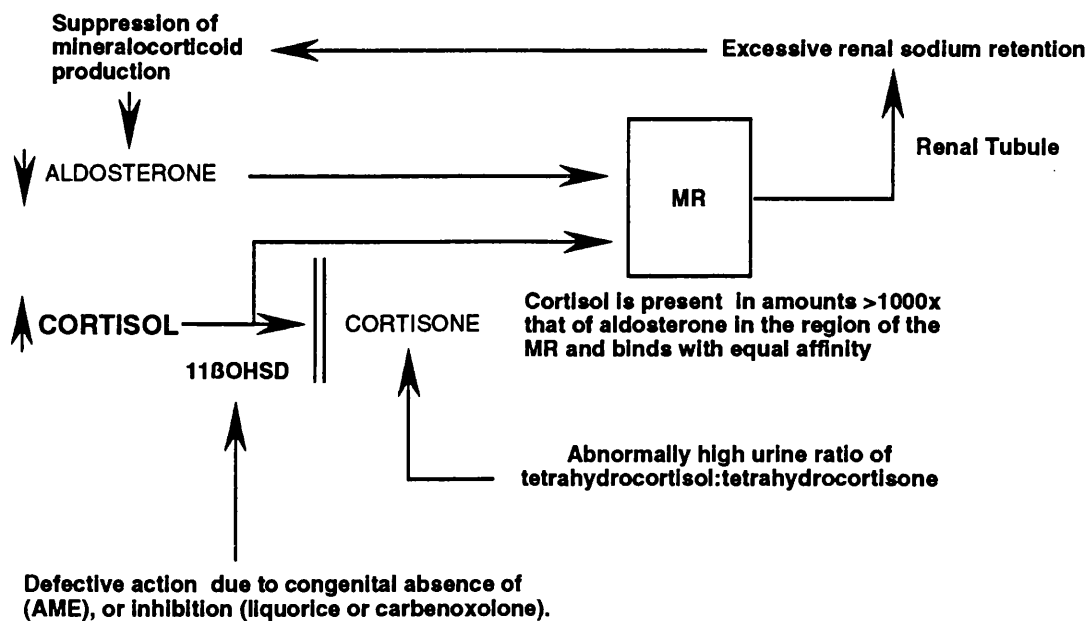 Suppression of
mineralocorticoid
production
Excessive renal sodium retention
Renal Tubule
ALDOSTERONE
MR
CORTISOL
CORTISONE
11BOHSD
Cortisol is present in amounts >1000x
that of aldosterone in the region of the
MR and binds with equal affinity
Abnormally high urine ratio of
tetrahydrocortisol:tetrahydrocortisone
Defective action due to congenital absence of
(AME), or inhibition (liquorice or carbenoxolone).